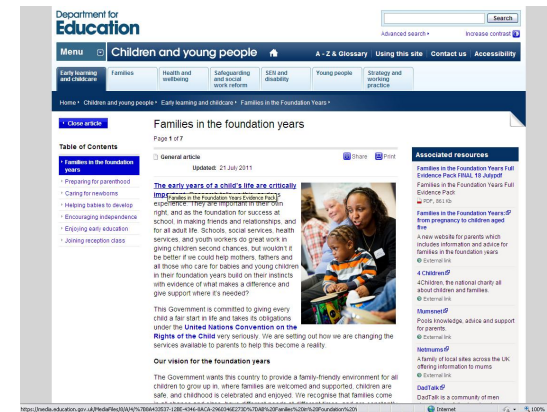 Department for
Education
Search
Advanced search
Increase contrast
Menu
Children and young people
A - Z & Glossary
Using this site
Contact us
Accessibility
Early learning
and childcare
Families
Health and
wellbeing
Safeguarding
and social
work reform
SEN and
disability
Young people
Strategy and
working
practice
Home
Children and young people
Early learning and childcare
Families in the Foundation Years
Close article
Families in the foundation years
Page 1 of 7
Table of Contents
Families in the foundation
years
Preparing for parenthood
Caring for newborns
Helping babies to develop
Encouraging independence
Enjoying early education
Joining reception class
General article
Share
Print
Updated: 21 July 2011
The early years of a child's life are critically
Families in the Foundation Years Evidence Pack
experience. They are important in their own
right, and as the foundation for success at
school, in making friends and relationships, and
for all adult life. Schools, social services, health
services, and youth workers do great work in
giving children second chances, but wouldn't it
be better if we could help mothers, fathers and
all those who care for babies and young children
in their foundation years build on their instincts
with evidence of what makes a difference and
give support where it's needed?
This Government is committed to giving every
child a fair start in life and takes its obligations
under the United Nations Convention on the
Rights of the Child very seriously. We are setting out how we are changing the
services available to parents to help this become a reality.
Our vision for the foundation years
The Government wants this country to provide a family-friendly environment for all
children to grow up in, where families are welcomed and supported, children are
safe, and childhood is celebrated and enjoyed. We recognise that families come
Associated resources
Families in the Foundation Years Full
Evidence Pack FINAL 18 Julypdf
Families in the Foundation Years Full
Evidence Pack
PDF, 861 Kb
Families in the Foundation Years:
from pregnancy to children aged
five
A new website for parents which
includes information and advice for
families in the foundation years
External link
4 Children
4Children, the national charity all
about children and families.
External link
Mumsnet
Pools knowledge, advice and support
for parents.
External link
Netmums
A family of local sites across the UK
offering information to mums
External link
DadTalk
DadTalk is a community of men
Internet
100%